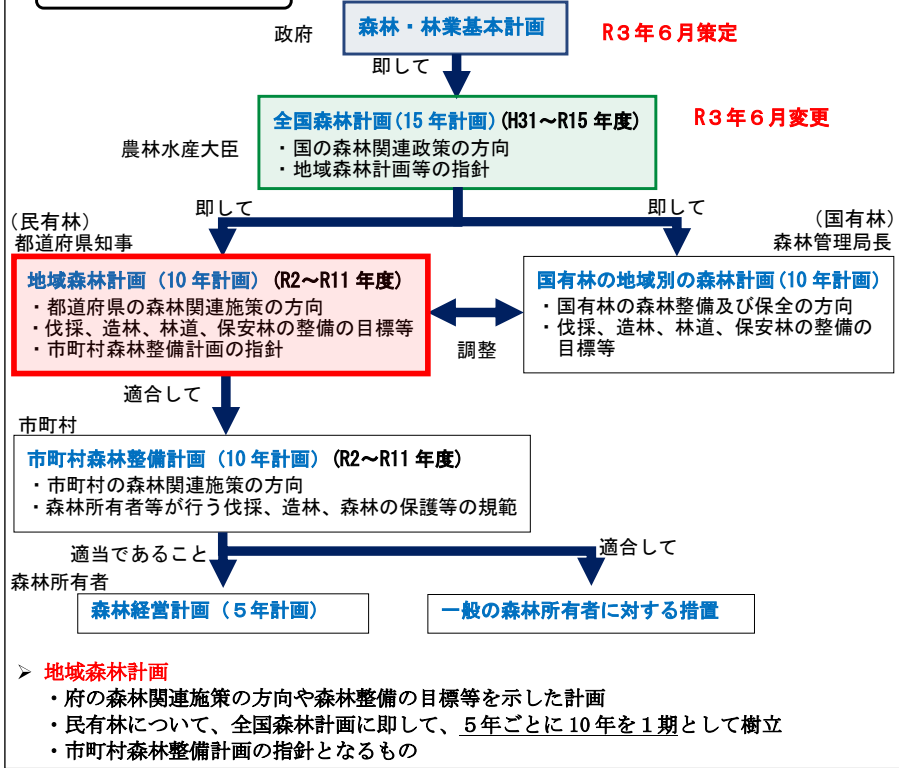 政府
森林・林業基本計画
R3年6月策定
即して
全国森林計画(15年計画)(H31～R15年度)
・国の森林関連政策の方向
・地域森林計画等の指針
農林水産大臣
R3年6月変更
即して
即して
(民有林)
都道府県知事
(国有林)
森林管理局長
地域森林計画(10年計画)(R2～R11年度)
・都道府県の森林関連施策の方向
・伐採、造林、林道、保安林の整備の目標等
・市町村森林整備計画の指針
調整
国有林の地域別の森林計画(10年計画)
・国有林の森林整備及び保全の方向
・伐採、造林、林道、保安林の整備の
目標等
適合して
市町村
市町村森林整備計画(10年計画)(R2～R11年度)
・市町村の森林関連施策の方向
・森林所有者等が行う伐採、造林、森林の保護等の規範
適当であること
適合して
森林所有者
森林経営計画(5年計画)
一般の森林所有者に対する措置
➢ 地域森林計画
・府の森林関連施策の方向や森林整備の目標等を示した計画
・民有林について、全国森林計画に即して、5年ごとに10年を1期として樹立
・市町村森林整備計画の指針となるもの